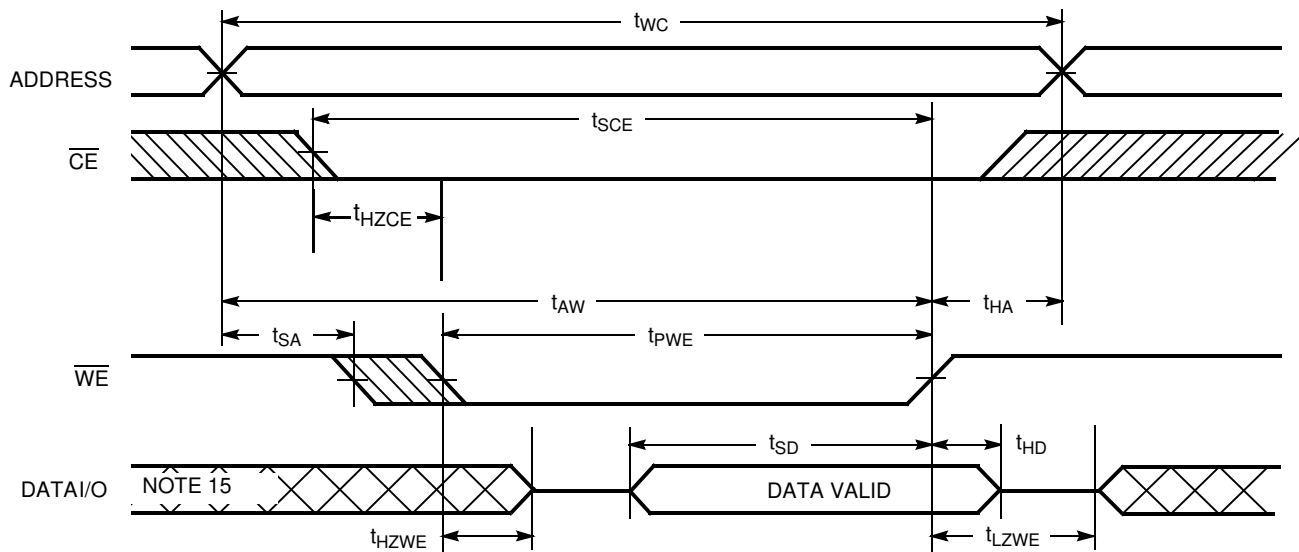 tWC
ADDRESS
tSCE
CE
tHZCE
tAW
tHA
tSA
tPWE
WE
tSD
tHD
DATAI/O
NOTE 15
DATA VALID
tHZWE
tLZWE